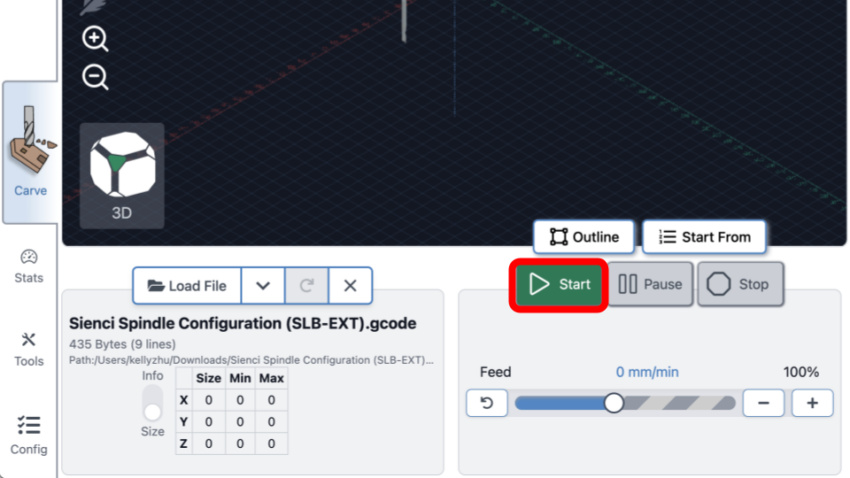 Carve
3D
Outline
Start From
Stats
Load File
Start
Pause
Stop
Sienci Spindle Configuration (SLB-EXT).gcode
435 Bytes (9 lines)
Path:/Users/kellyzhu/Downloads/Sienci Spindle Configuration (SLB-EXT)...
Tools
Info
Size
Size Min Max
X 0 0 0
Y 0 0 0
Z 0 0 0
Feed 0 mm/min 100%
Config